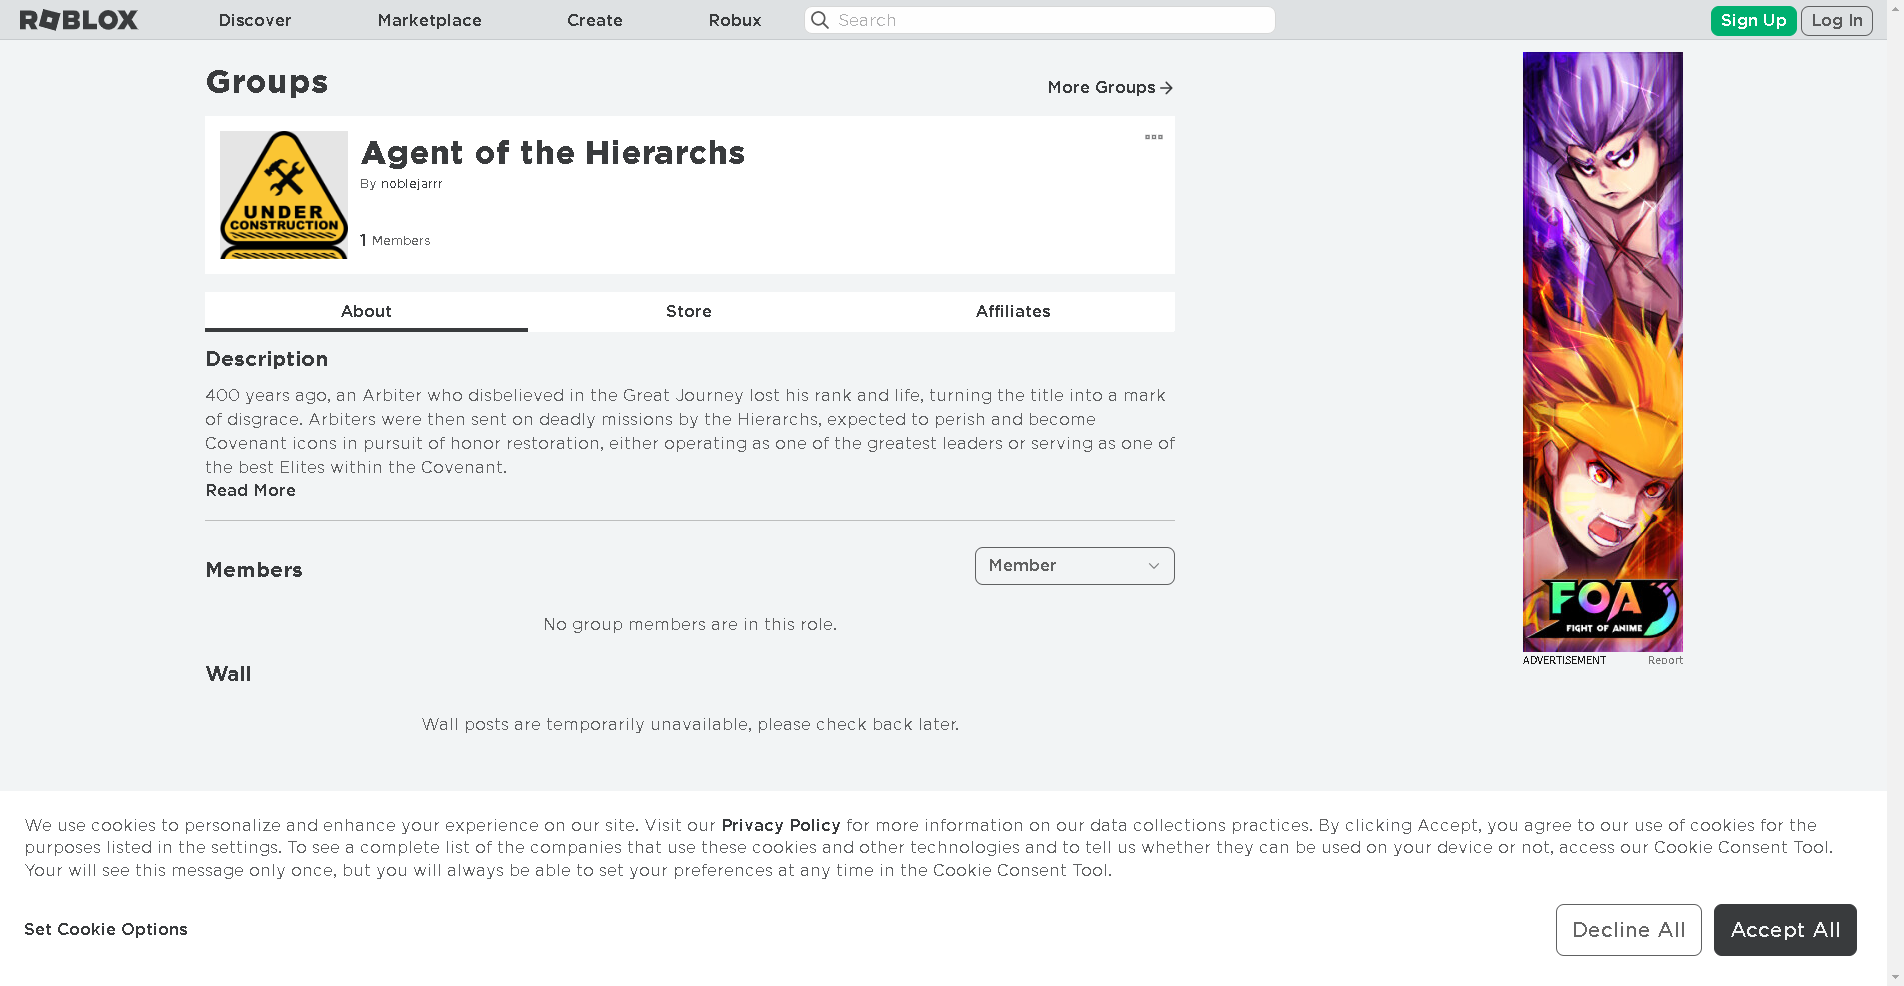 ROBLOX Discover Marketplace Create Robux Search Sign Up Log In
Groups
More Groups
UNDER
CONSTRUCTION
Agent of the Hierarchs
By noblejarrr
1 Members
About Store Affiliates
Description
400 years ago, an Arbiter who disbelieved in the Great Journey lost his rank and life, turning the title into a mark
of disgrace. Arbiters were then sent on deadly missions by the Hierarchs, expected to perish and become
Covenant icons in pursuit of honor restoration, either operating as one of the greatest leaders or serving as one of
the best Elites within the Covenant.
Read More
Members
Member
No group members are in this role.
Wall
Wall posts are temporarily unavailable, please check back later.
FOA
FIGHT OF ANIME
ADVERTISEMENT Report
We use cookies to personalize and enhance your experience on our site. Visit our Privacy Policy for more information on our data collections practices. By clicking Accept, you agree to our use of cookies for the
purposes listed in the settings. To see a complete list of the companies that use these cookies and other technologies and to tell us whether they can be used on your device or not, access our Cookie Consent Tool.
Your will see this message only once, but you will always be able to set your preferences at any time in the Cookie Consent Tool.
Set Cookie Options
Decline All
Accept All